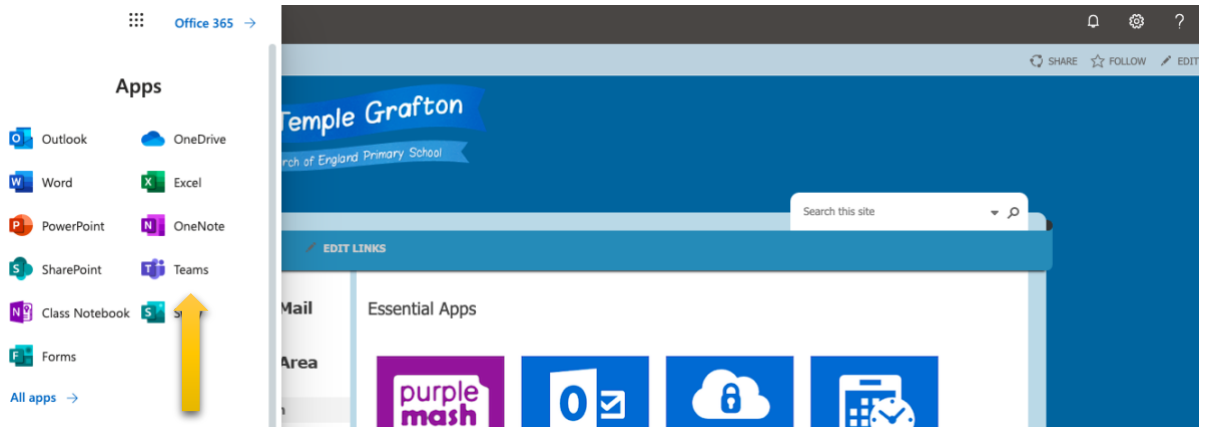 Office 365 →
Apps
Outlook
OneDrive
Word
Excel
PowerPoint
OneNote
SharePoint
Teams
Class Notebook
Forms
All apps →
SHARE
FOLLOW
EDIT
Temple Grafton
rch of England Primary School
Search this site
EDIT LINKS
Mail
Area
Essential Apps
purple
mash